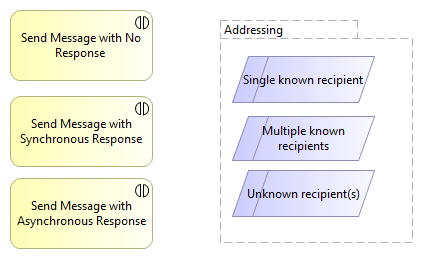 Send Message with No
Response
Send Message with
Synchronous Response
Send Message with
Asynchronous Response
Addressing
Single known recipient
Multiple known
recipients
Unknown recipient(s)